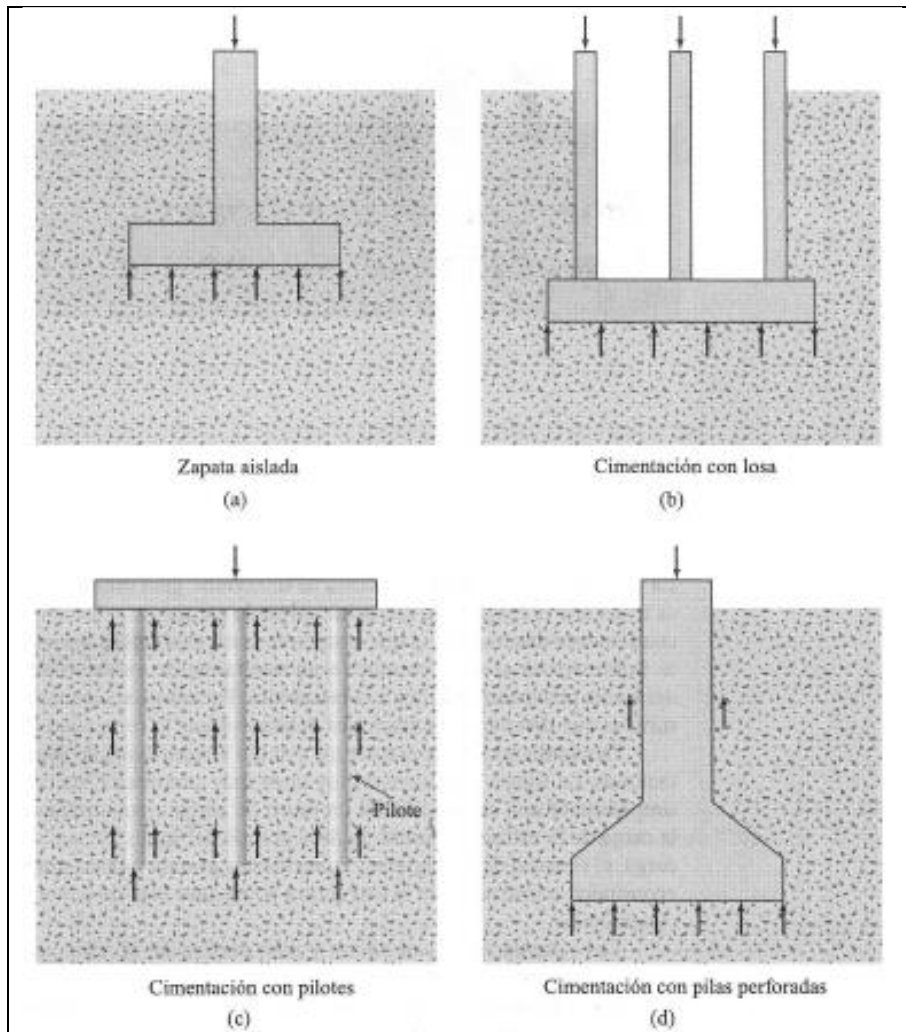 Zapata aislada
(a)
Cimentación con losa
(b)
Pilote
Cimentación con pilotes
(c)
Cimentación con pilas perforadas
(d)